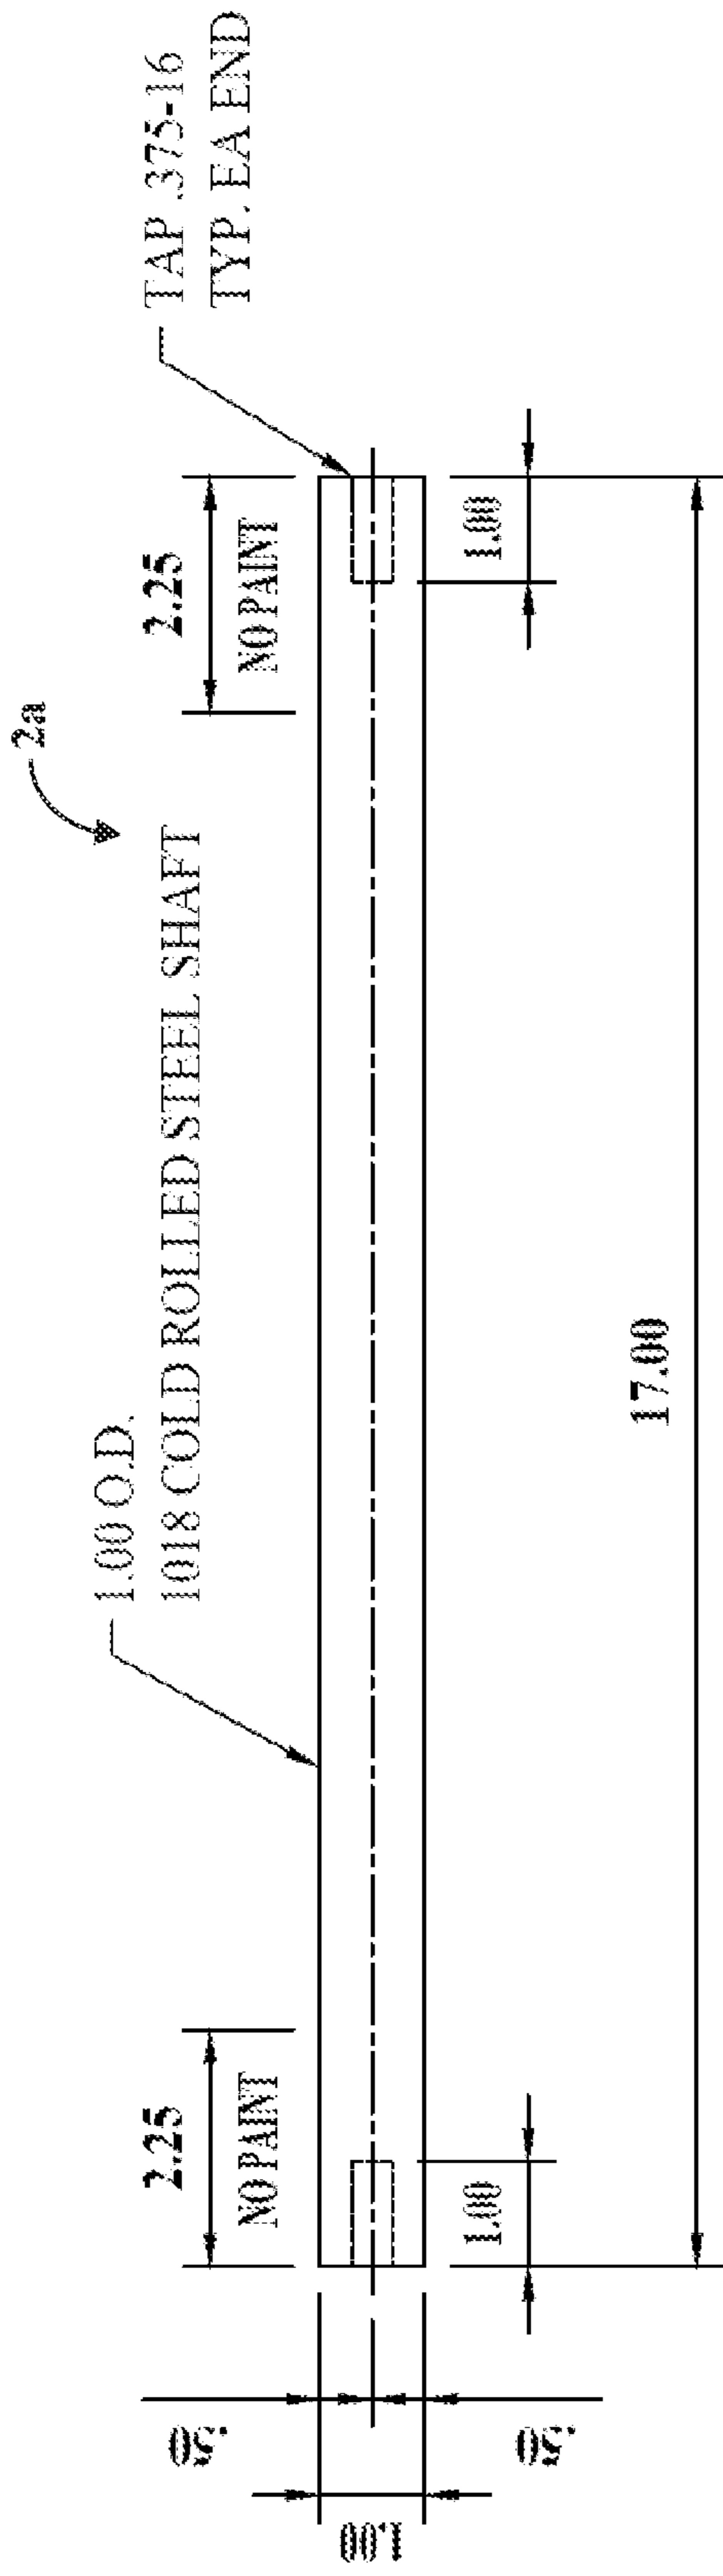 2a
1.00 O.D.
1018 COLD ROLLED STEEL SHAFT
TAP .375-16
TYP. EA END
2.25
NO PAINT
2.25
NO PAINT
.50
.50
1.00
1.00
1.00
17.00